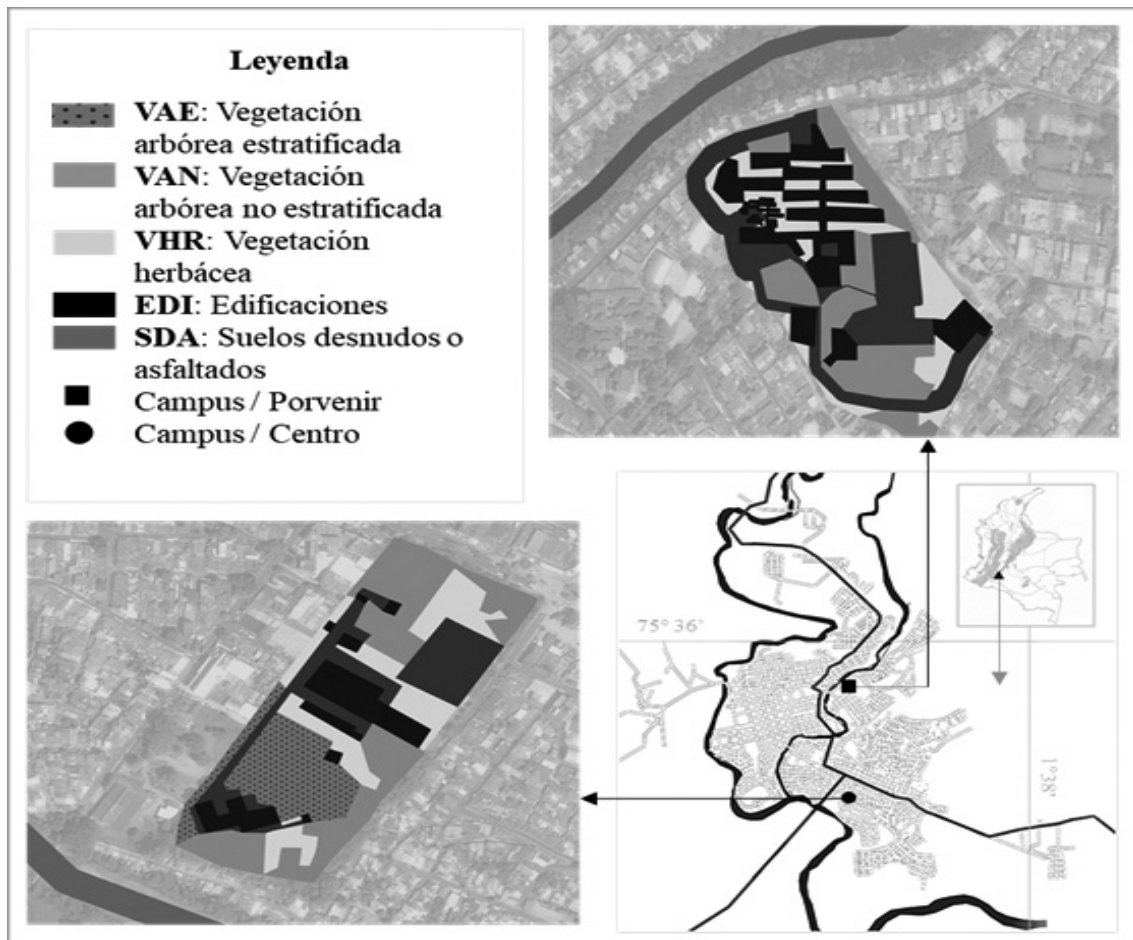 Leyenda
VAE: Vegetación
arbórea estratificada
VAN: Vegetación
arbórea no estratificada
VHR: Vegetación
herbácea
EDI: Edificaciones
SDA: Suelos desnudos o
asfaltados
Campus / Porvenir
Campus / Centro
75° 36’
1°38’